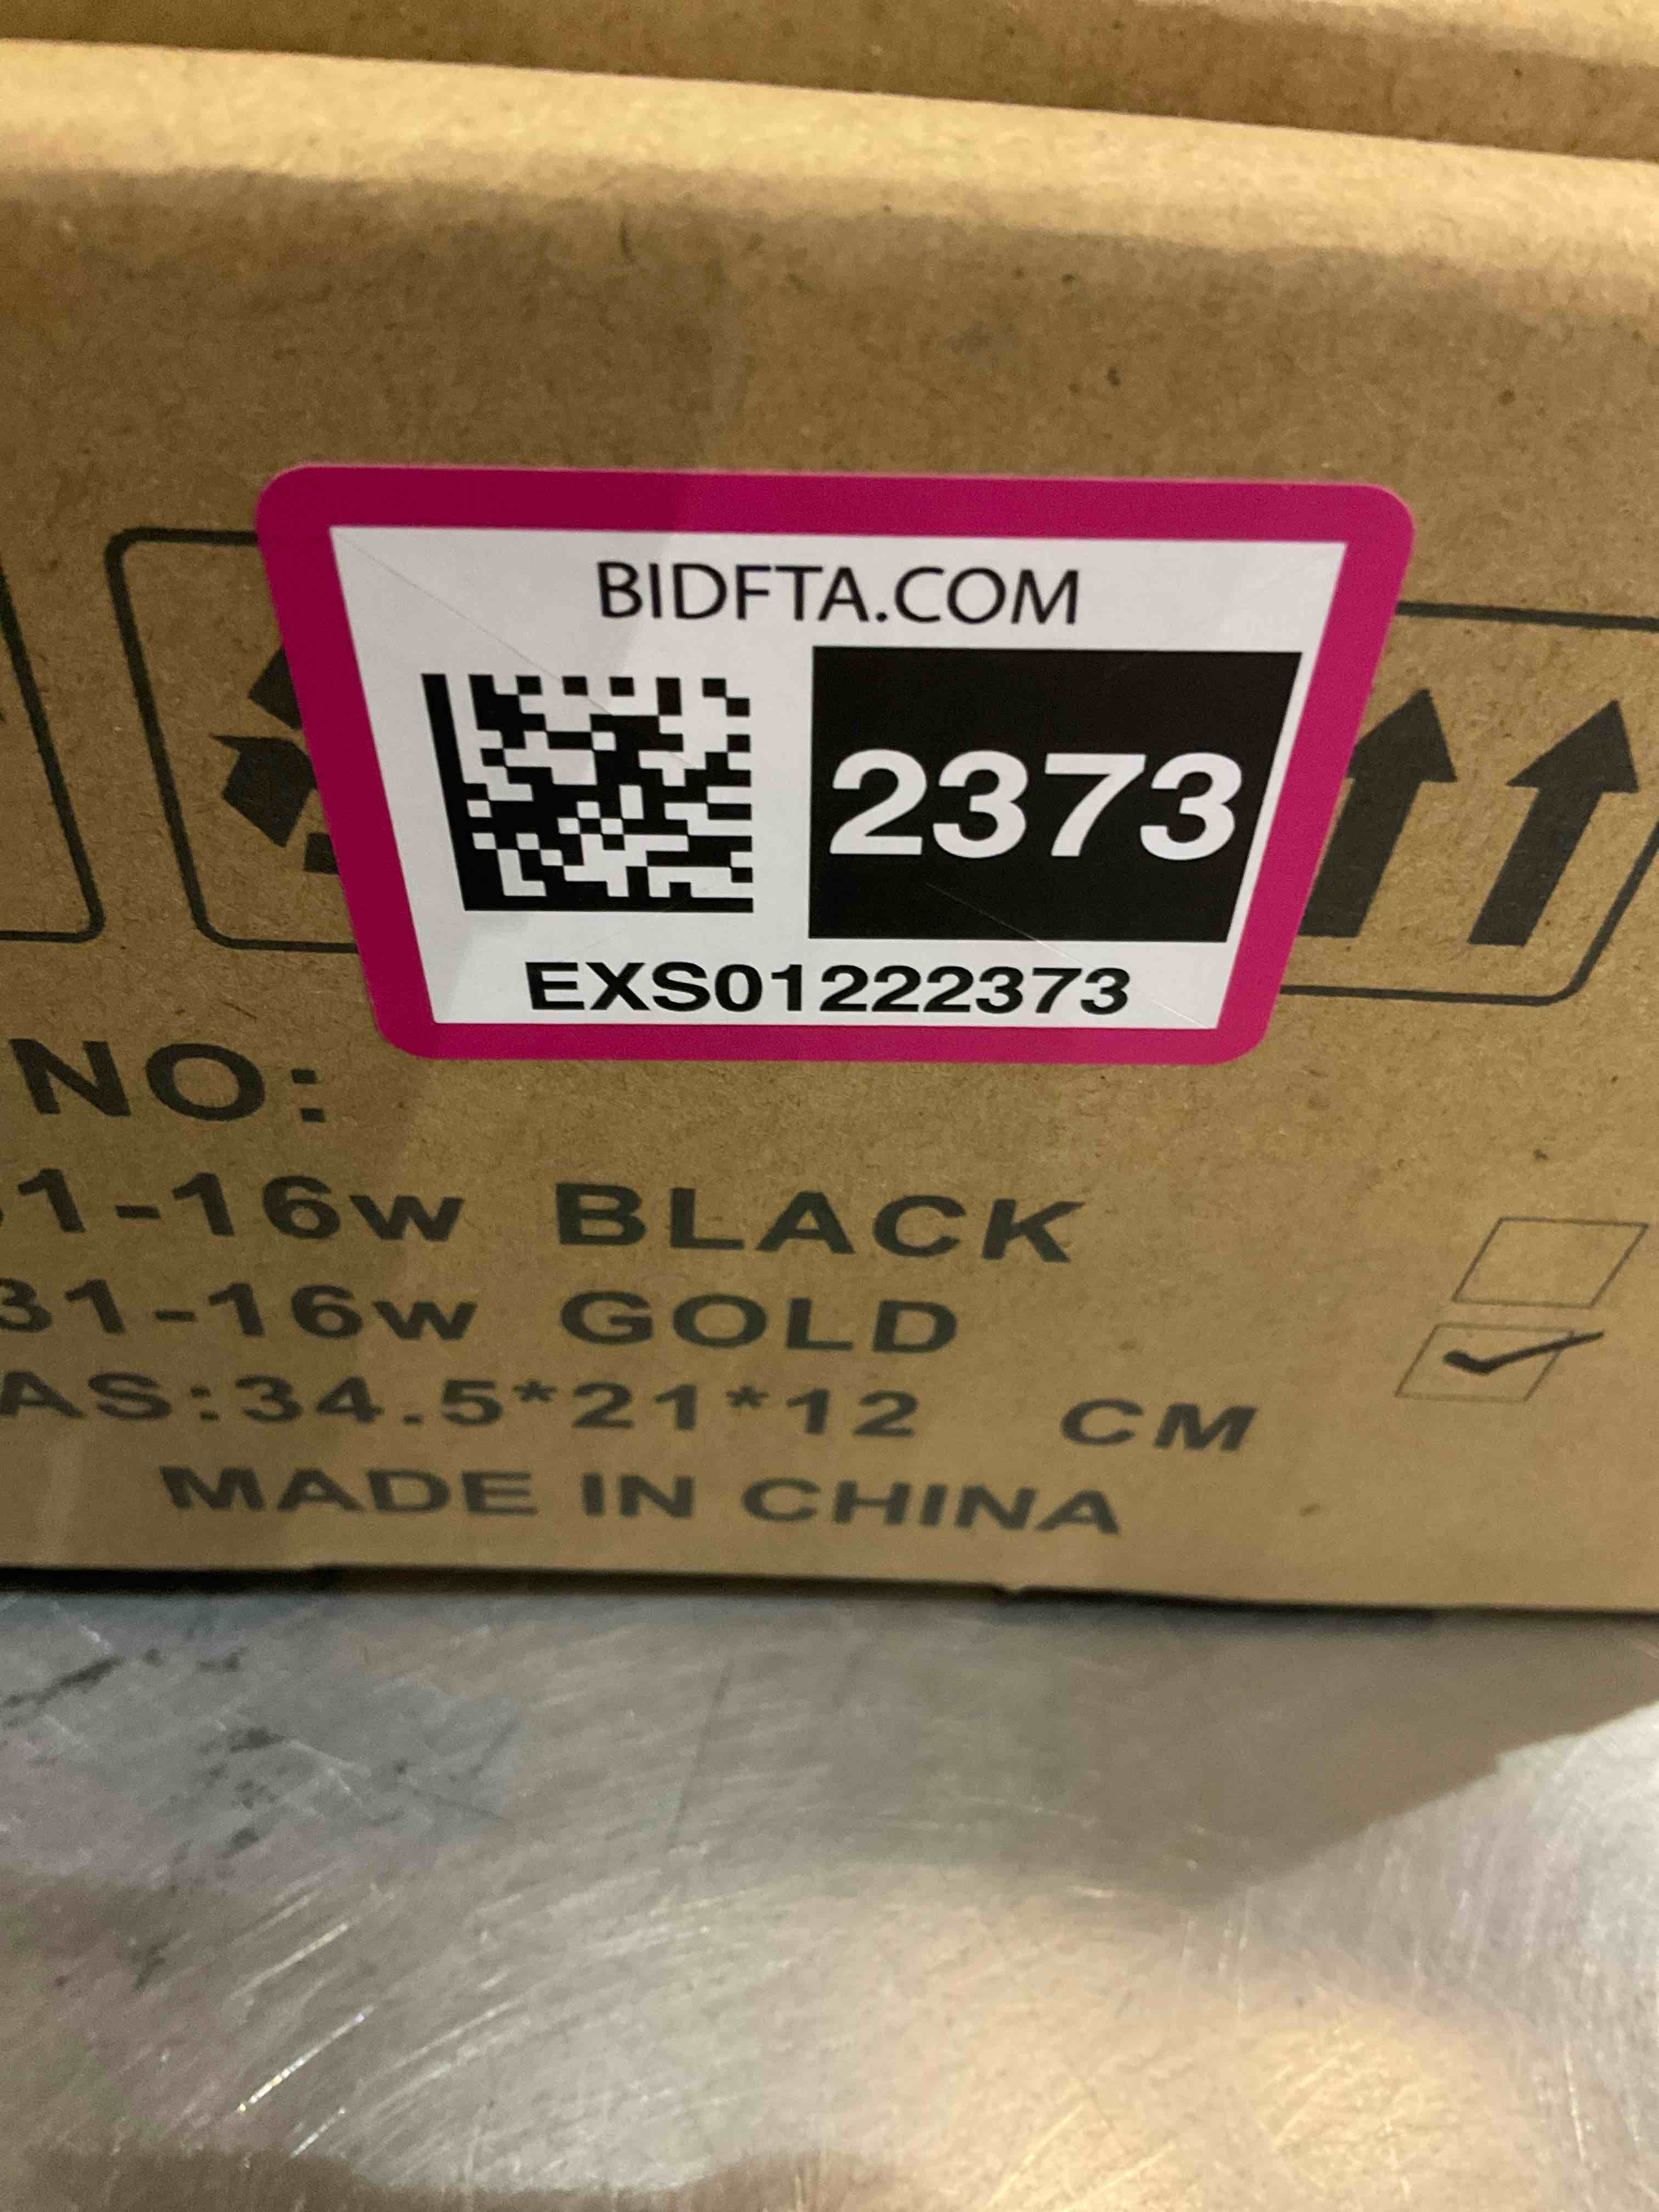 BIDFTA.COM
2373
EXS01222373
NO:
1-16w BLACK
31-16w GOLD
AS:34.5*21*12 CM
MADE IN CHINA